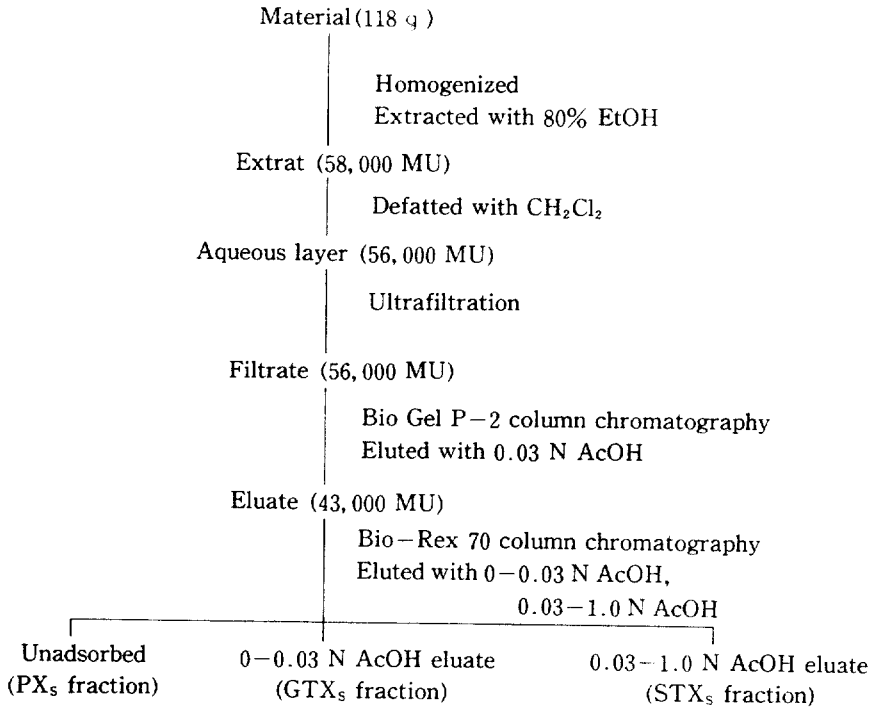 Material (118 g)
Homogenized
Extracted with 80% EtOH
Extrat (58,000 MU)
Defatted with CH₂Cl₂
Aqueous layer (56,000 MU)
Ultrafiltration
Filtrate (56,000 MU)
Bio Gel P−2 column chromatography
Eluted with 0.03 N AcOH
Eluate (43,000 MU)
Bio−Rex 70 column chromatography
Eluted with 0−0.03 N AcOH,
0.03−1.0 N AcOH
Unadsorbed
(PXₛ fraction)
0−0.03 N AcOH eluate
(GTXₛ fraction)
0.03−1.0 N AcOH eluate
(STXₛ fraction)